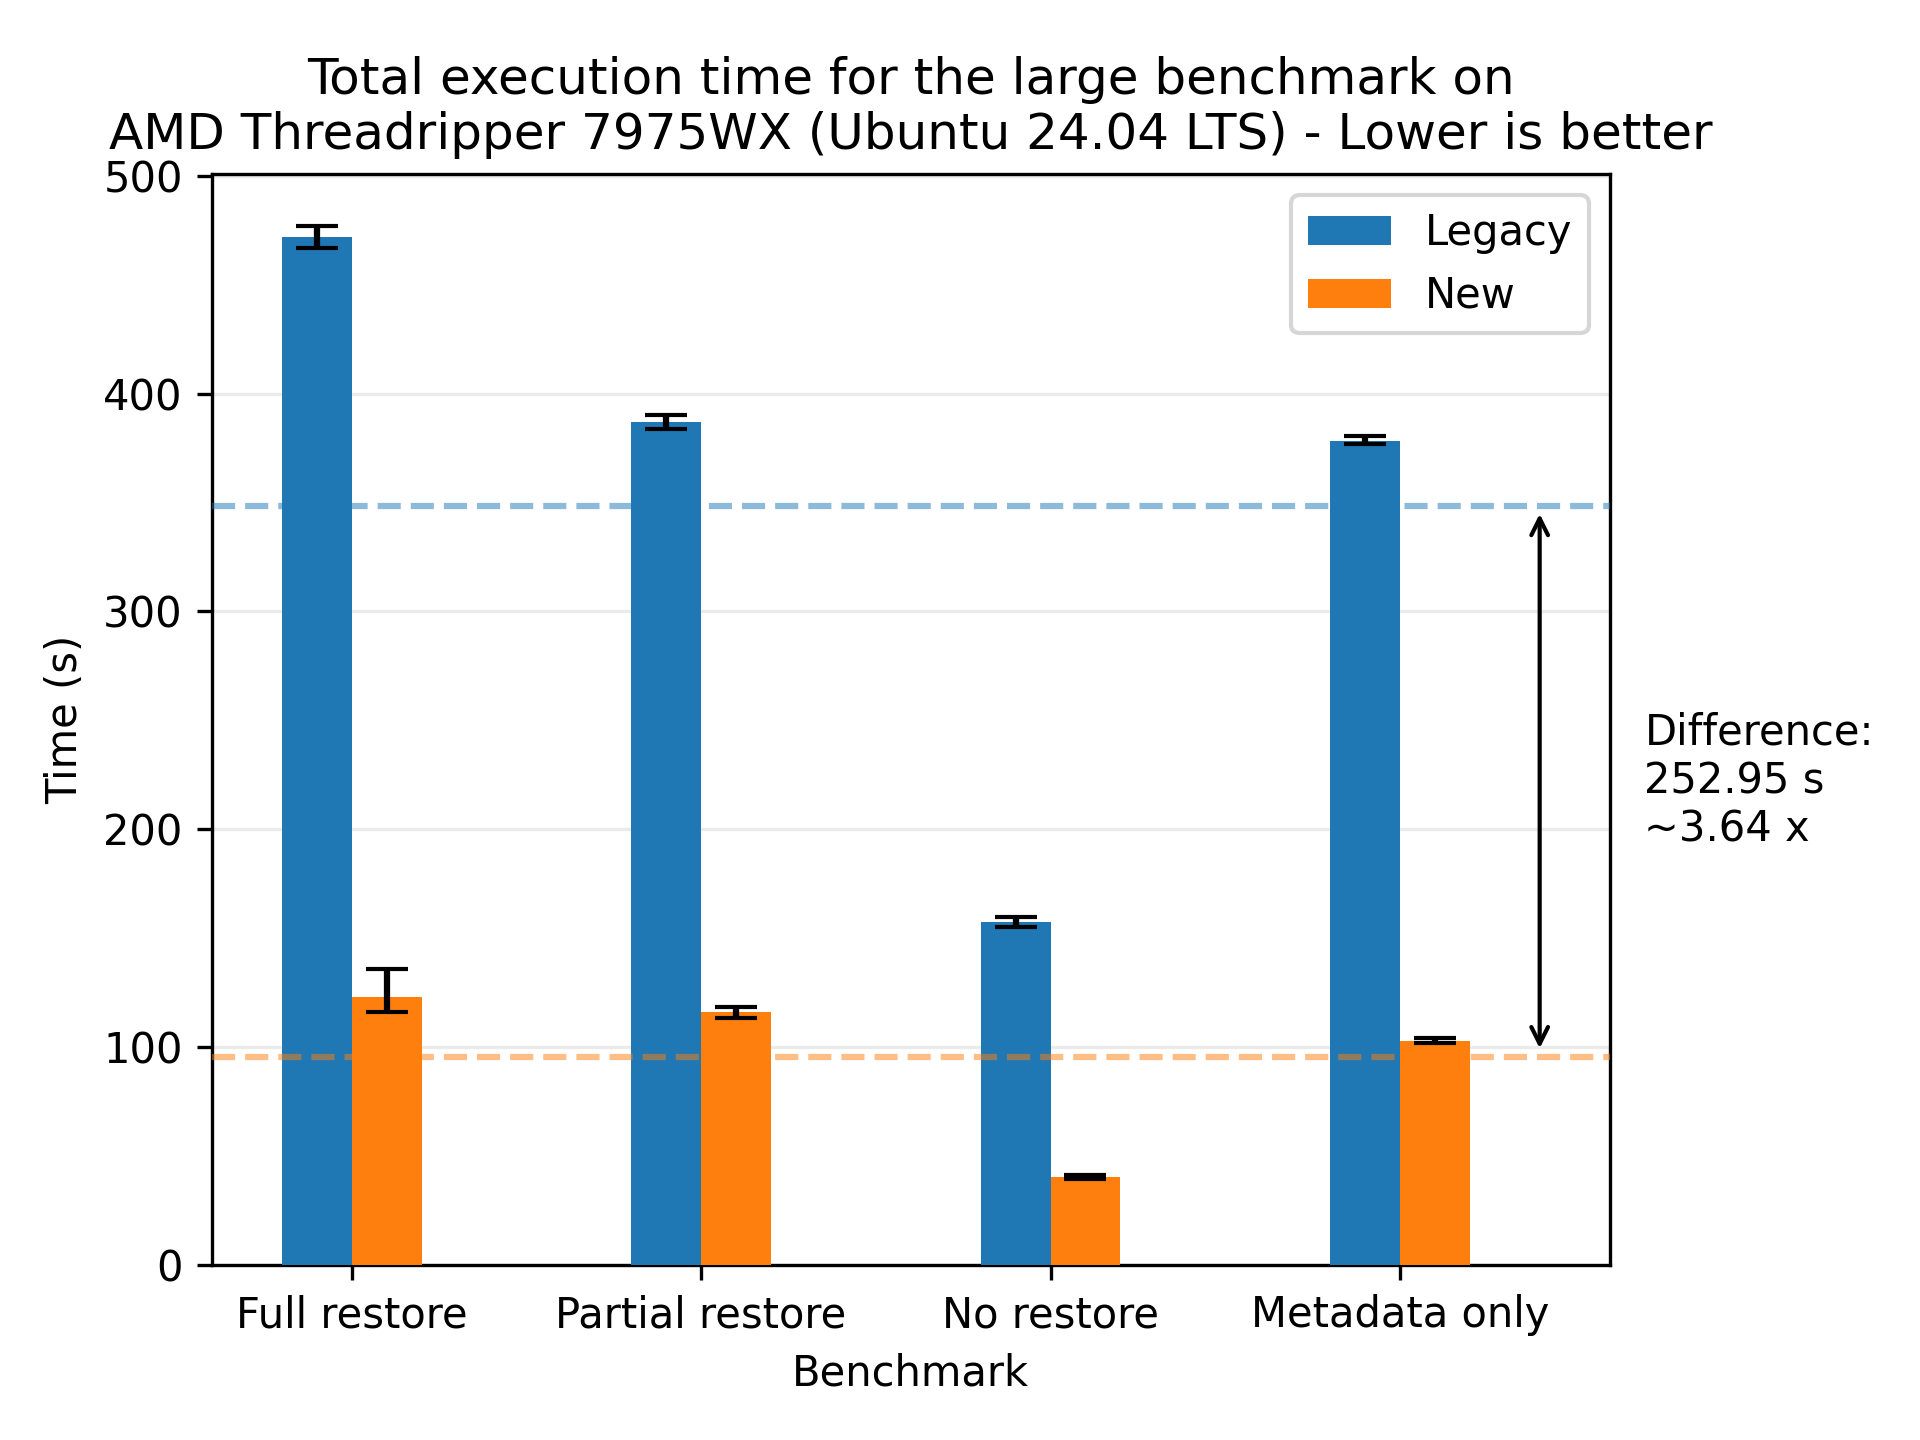 Total execution time for the large benchmark on
AMD Threadripper 7975WX (Ubuntu 24.04 LTS) - Lower is better
500
400
300
200
100
0
Time (s)
Legacy
New
Difference:
252.95 s
~3.64 x
Full restore
Partial restore
No restore
Metadata only
Benchmark